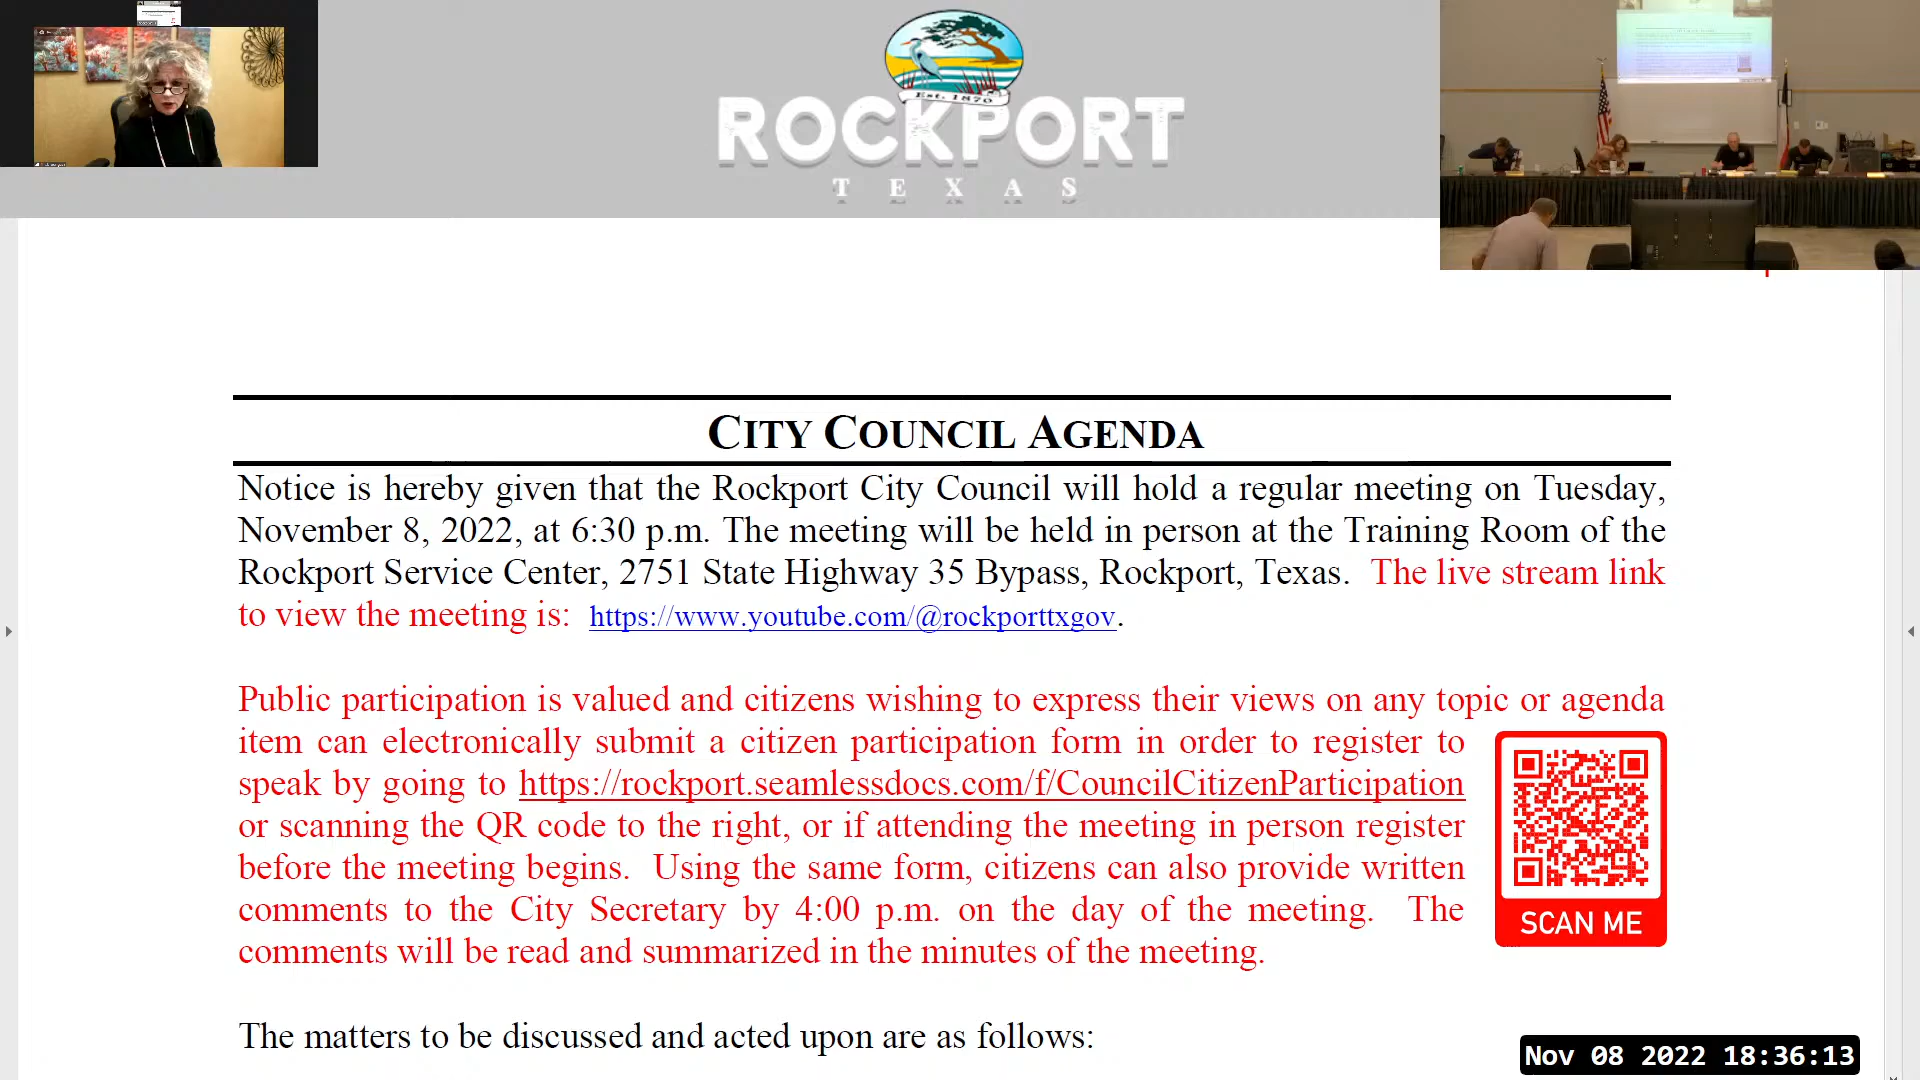 Est. 1870
ROCKPORT
TEXAS
CITY COUNCIL AGENDA
Notice is hereby given that the Rockport City Council will hold a regular meeting on Tuesday,
November 8, 2022, at 6:30 p.m. The meeting will be held in person at the Training Room of the
Rockport Service Center, 2751 State Highway 35 Bypass, Rockport, Texas. The live stream link
to view the meeting is: https://www.youtube.com/@rockporttxgov.
Public participation is valued and citizens wishing to express their views on any topic or agenda
item can electronically submit a citizen participation form in order to register to
speak by going to https://rockport.seamlessdocs.com/f/CouncilCitizenParticipation
or scanning the QR code to the right, or if attending the meeting in person register
before the meeting begins. Using the same form, citizens can also provide written
comments to the City Secretary by 4:00 p.m. on the day of the meeting. The
comments will be read and summarized in the minutes of the meeting.
SCAN ME
The matters to be discussed and acted upon are as follows:
Nov 08 2022 18:36:13